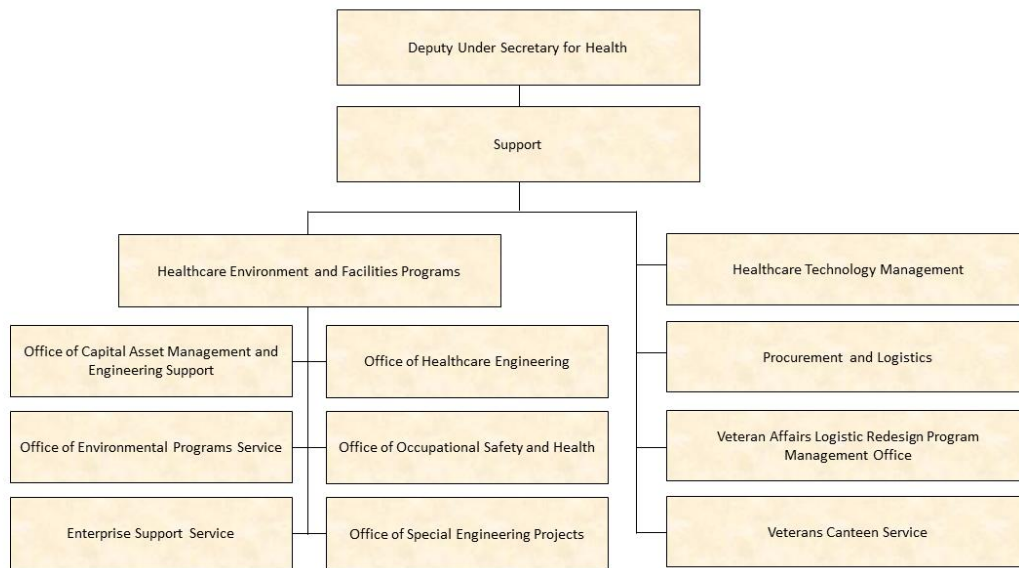 Deputy Under Secretary for Health
Support
Healthcare Environment and Facilities Programs
Office of Capital Asset Management and
Engineering Support
Office of Healthcare Engineering
Office of Environmental Programs Service
Office of Occupational Safety and Health
Enterprise Support Service
Office of Special Engineering Projects
Healthcare Technology Management
Procurement and Logistics
Veteran Affairs Logistic Redesign Program
Management Office
Veterans Canteen Service